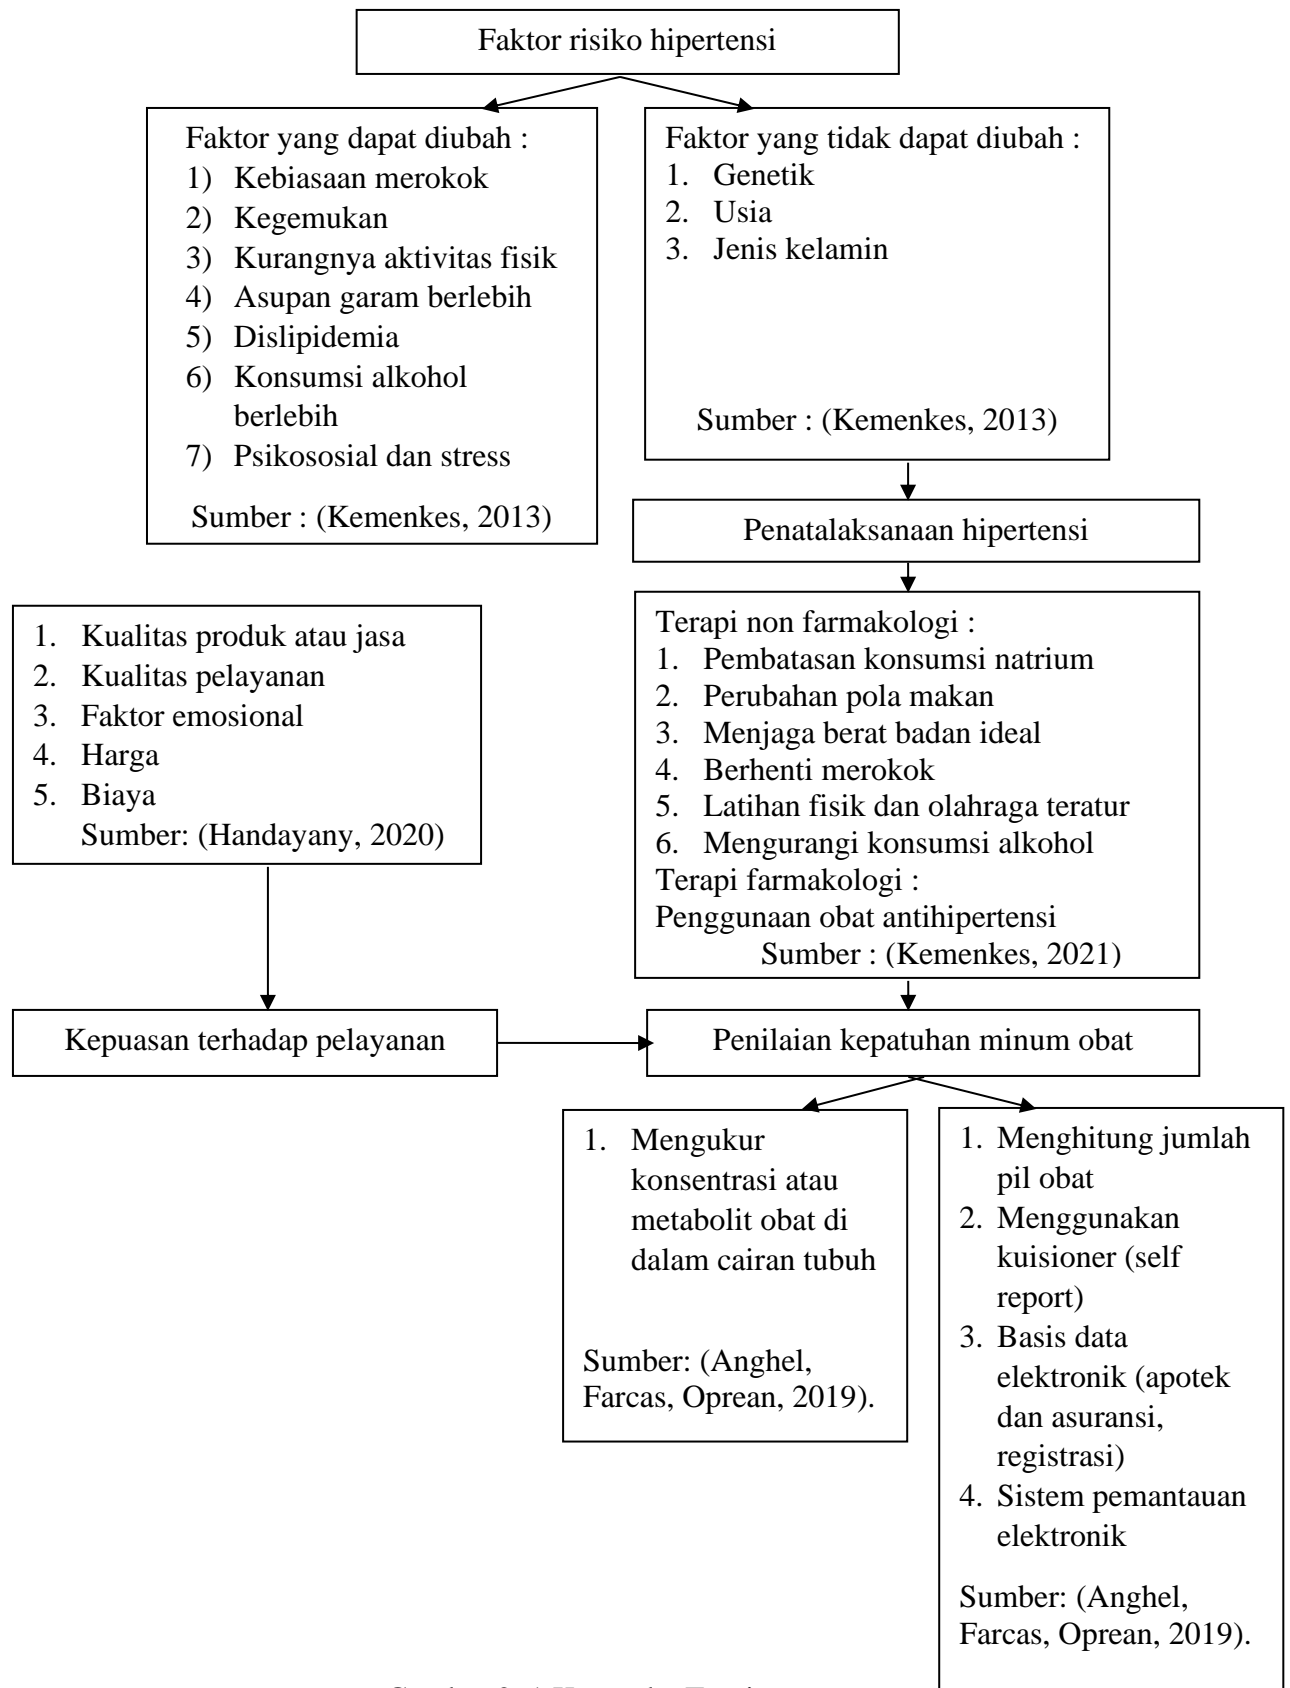 Faktor risiko hipertensi
Faktor yang dapat diubah :
1) Kebiasaan merokok
2) Kegemukan
3) Kurangnya aktivitas fisik
4) Asupan garam berlebih
5) Dislipidemia
6) Konsumsi alkohol
berlebih
7) Psikososial dan stress
Sumber : (Kemenkes, 2013)
Faktor yang tidak dapat diubah :
1. Genetik
2. Usia
3. Jenis kelamin
Sumber : (Kemenkes, 2013)
Penatalaksanaan hipertensi
1. Kualitas produk atau jasa
2. Kualitas pelayanan
3. Faktor emosional
4. Harga
5. Biaya
Sumber: (Handayany, 2020)
Terapi non farmakologi :
1. Pembatasan konsumsi natrium
2. Perubahan pola makan
3. Menjaga berat badan ideal
4. Berhenti merokok
5. Latihan fisik dan olahraga teratur
6. Mengurangi konsumsi alkohol
Terapi farmakologi :
Penggunaan obat antihipertensi
Sumber : (Kemenkes, 2021)
Kepuasan terhadap pelayanan
Penilaian kepatuhan minum obat
1. Mengukur
konsentrasi atau
metabolit obat di
dalam cairan tubuh
Sumber: (Anghel,
Farcas, Oprean, 2019).
1. Menghitung jumlah
pil obat
2. Menggunakan
kuisioner (self
report)
3. Basis data
elektronik (apotek
dan asuransi,
registrasi)
4. Sistem pemantauan
elektronik
Sumber: (Anghel,
Farcas, Oprean, 2019).